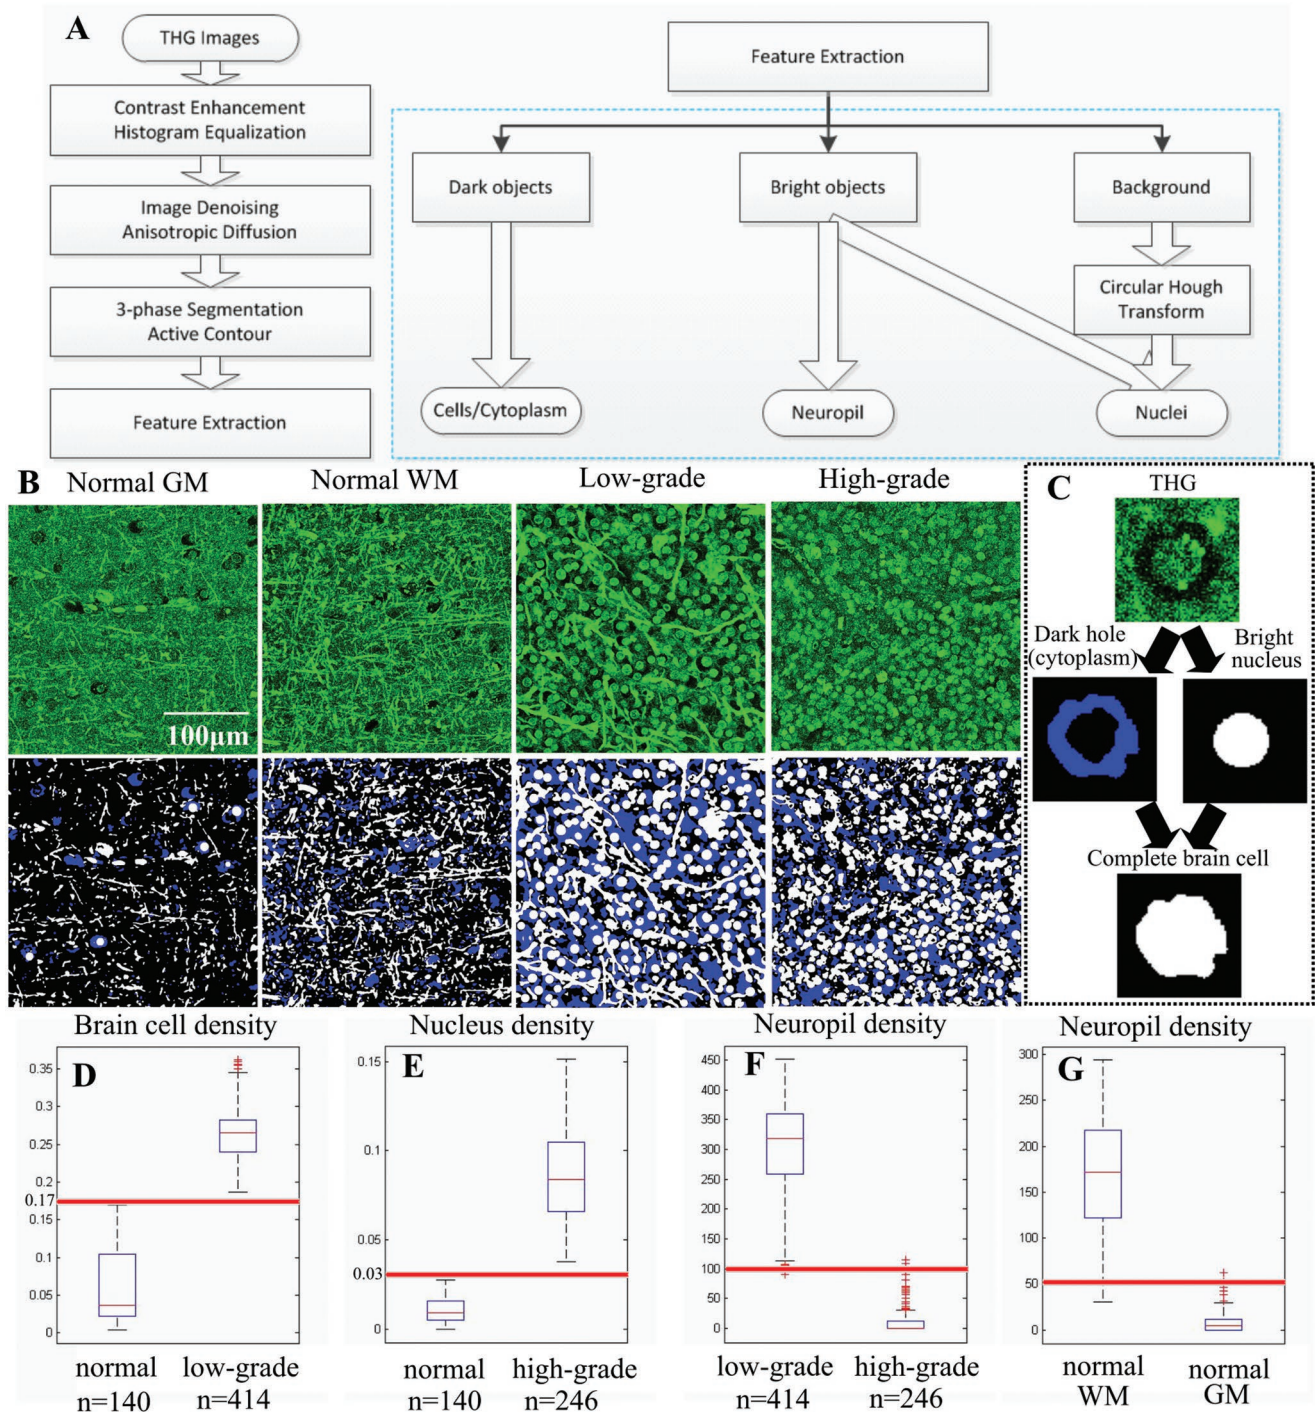 A
THG Images
Contrast Enhancement
Histogram Equalization
Image Denoising
Anisotropic Diffusion
3-phase Segmentation
Active Contour
Feature Extraction
Feature Extraction
Dark objects
Bright objects
Background
Circular Hough
Transform
Cells/Cytoplasm
Neuropil
Nuclei
B
Normal GM
Normal WM
Low-grade
High-grade
100µm
C
THG
Dark hole
(cytoplasm)
Bright
nucleus
Complete brain cell
Brain cell density
D
0.35
0.3
0.25
0.2
0.17
0.15
0.1
0.05
0
normal
n=140
low-grade
n=414
Nucleus density
E
0.15
0.1
0.05
0.03
0
normal
n=140
high-grade
n=246
Neuropil density
F
450
400
350
300
250
200
150
100
50
0
low-grade
n=414
high-grade
n=246
Neuropil density
G
300
250
200
150
100
50
0
normal
WM
normal
GM